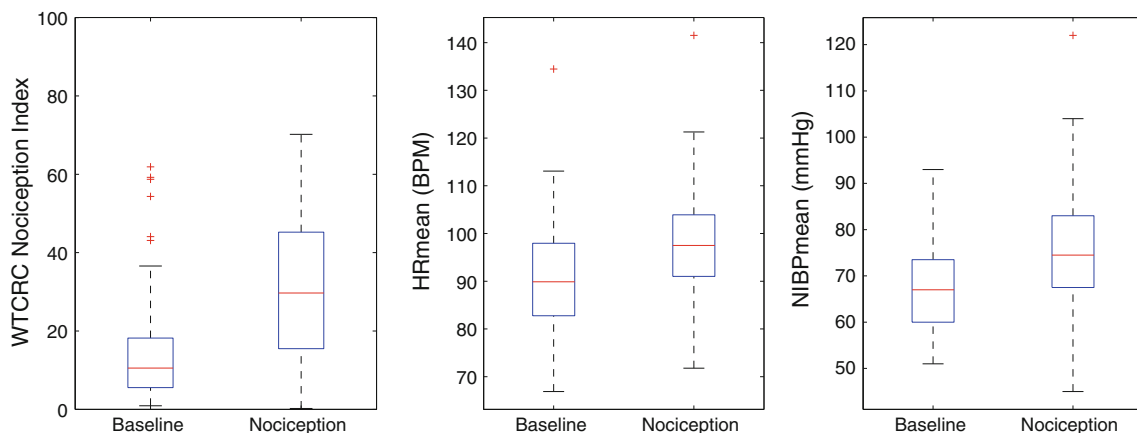 WTCRC Nociception Index
100
80
60
40
20
0
Baseline
Nociception
HRmean (BPM)
140
130
120
110
100
90
80
70
Baseline
Nociception
NIBPmean (mmHg)
120
110
100
90
80
70
60
50
Baseline
Nociception